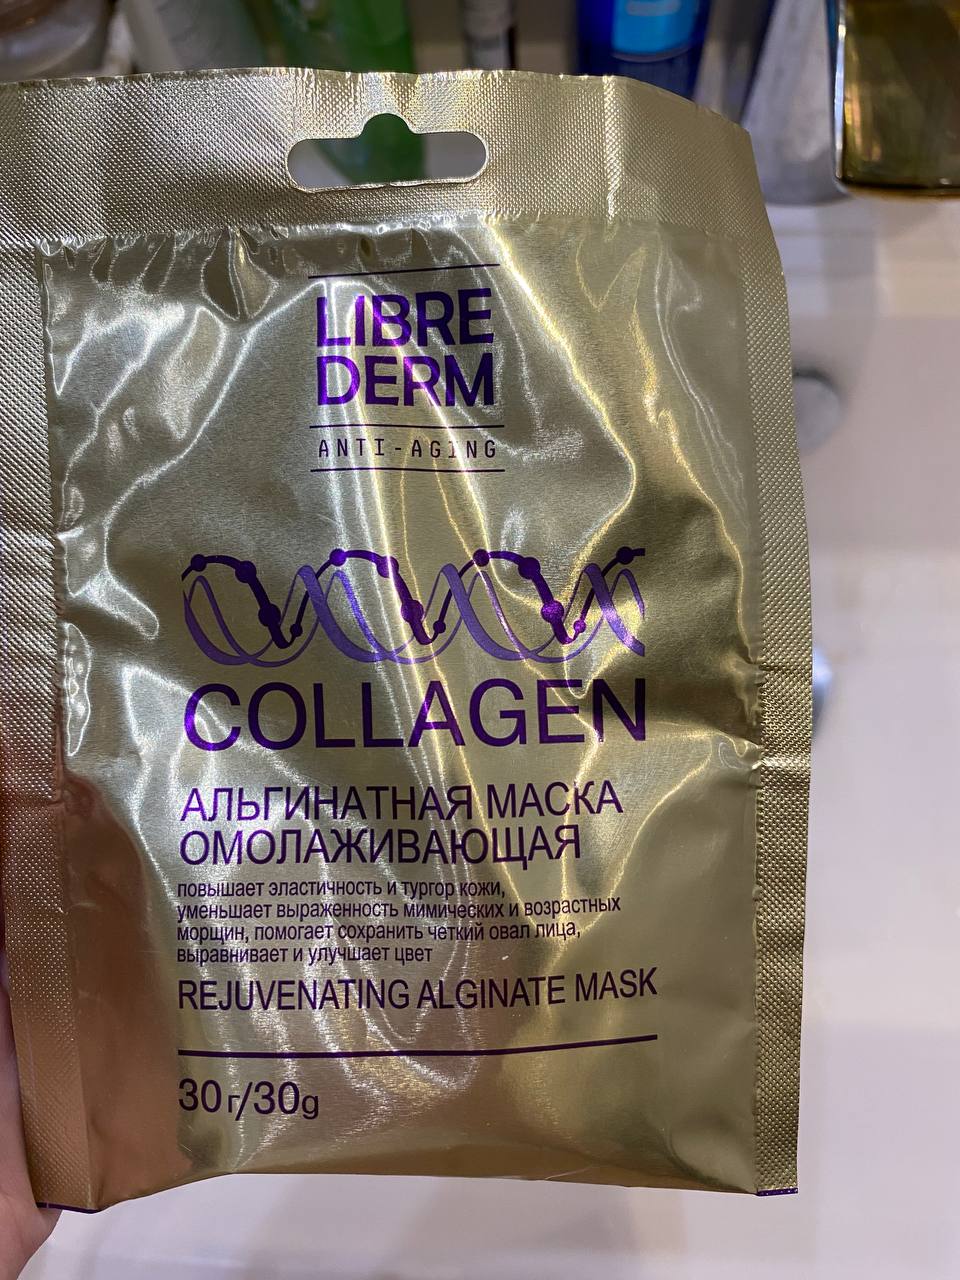 LIBRE
DERM
ANTI-AGING
COLLAGEN
АЛЬГИНАТНАЯ МАСКА
ОМОЛАЖИВАЮЩАЯ
повышает эластичность и тургор кожи,
уменьшает выраженность мимических и возрастных
морщин, помогает сохранить четкий овал лица,
выравнивает и улучшает цвет
REJUVENATING ALGINATE MASK
30 г/30g